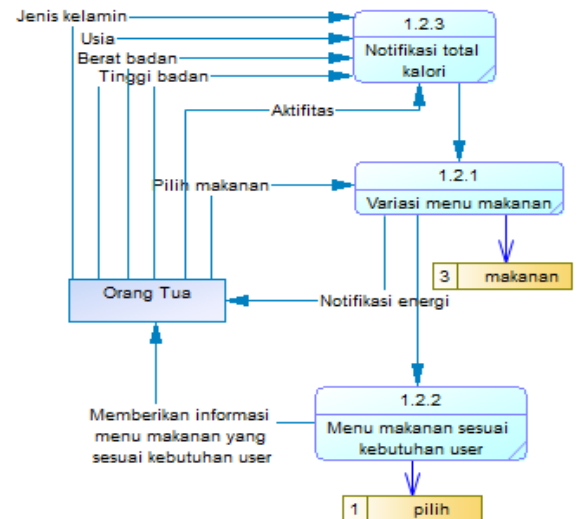 Jenis kelamin
Usia
Berat badan
Tinggi badan
1.2.3
Notifikasi total
kalori
Aktifitas
Pilih makanan
1.2.1
Variasi menu makanan
3 makanan
Orang Tua
Notifikasi energi
1.2.2
Menu makanan sesuai
kebutuhan user
Memberikan informasi
menu makanan yang
sesuai kebutuhan user
1 pilih